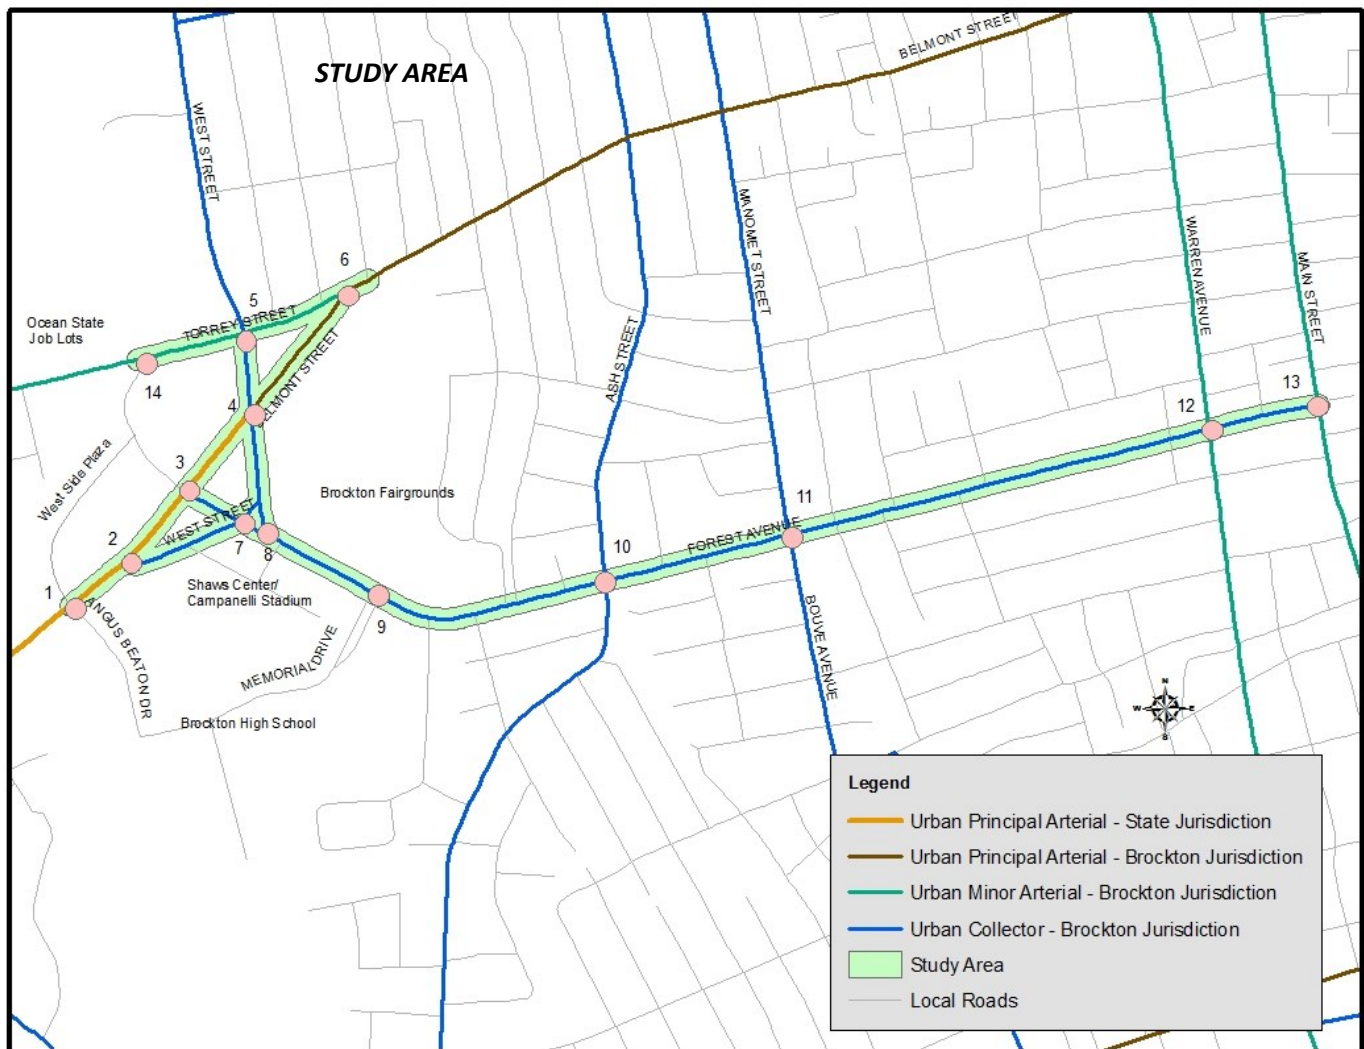 STUDY AREA
BELMONT STREET
WEST STREET
MANOMET STREET
6
5
TORREY STREET
Ocean State
Job Lots
WARREN AVENUE
MAIN STREET
ASH STREET
14
4
BELMONT STREET
13
12
3
West Side Plaza
Brockton Fairgrounds
11
WEST STREET
2
7
8
FOREST AVENUE
10
Shaws Center/
Campanelli Stadium
1
ANGUS BEATON DR
9
BOUVE AVENUE
MEMORIAL DRIVE
Brockton High School
N
W
E
S
Legend
Urban Principal Arterial - State Jurisdiction
Urban Principal Arterial - Brockton Jurisdiction
Urban Minor Arterial - Brockton Jurisdiction
Urban Collector - Brockton Jurisdiction
Study Area
Local Roads